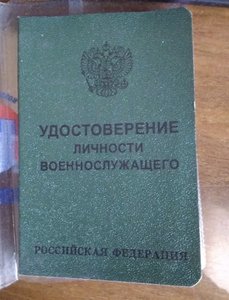 УДОСТОВЕРЕНИЕ
ЛИЧНОСТИ
ВОЕННОСЛУЖАЩЕГО
РОССИЙСКАЯ ФЕДЕРАЦИЯ